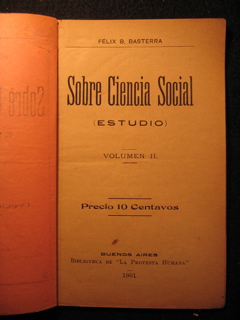 FÉLIX B. BASTERRA
Sobre Ciencia Social
(ESTUDIO)
VOLUMEN II.
Precio 10 Centavos
BUENOS AIRES
BIBLIOTECA DE "LA PROTESTA HUMANA"
1901